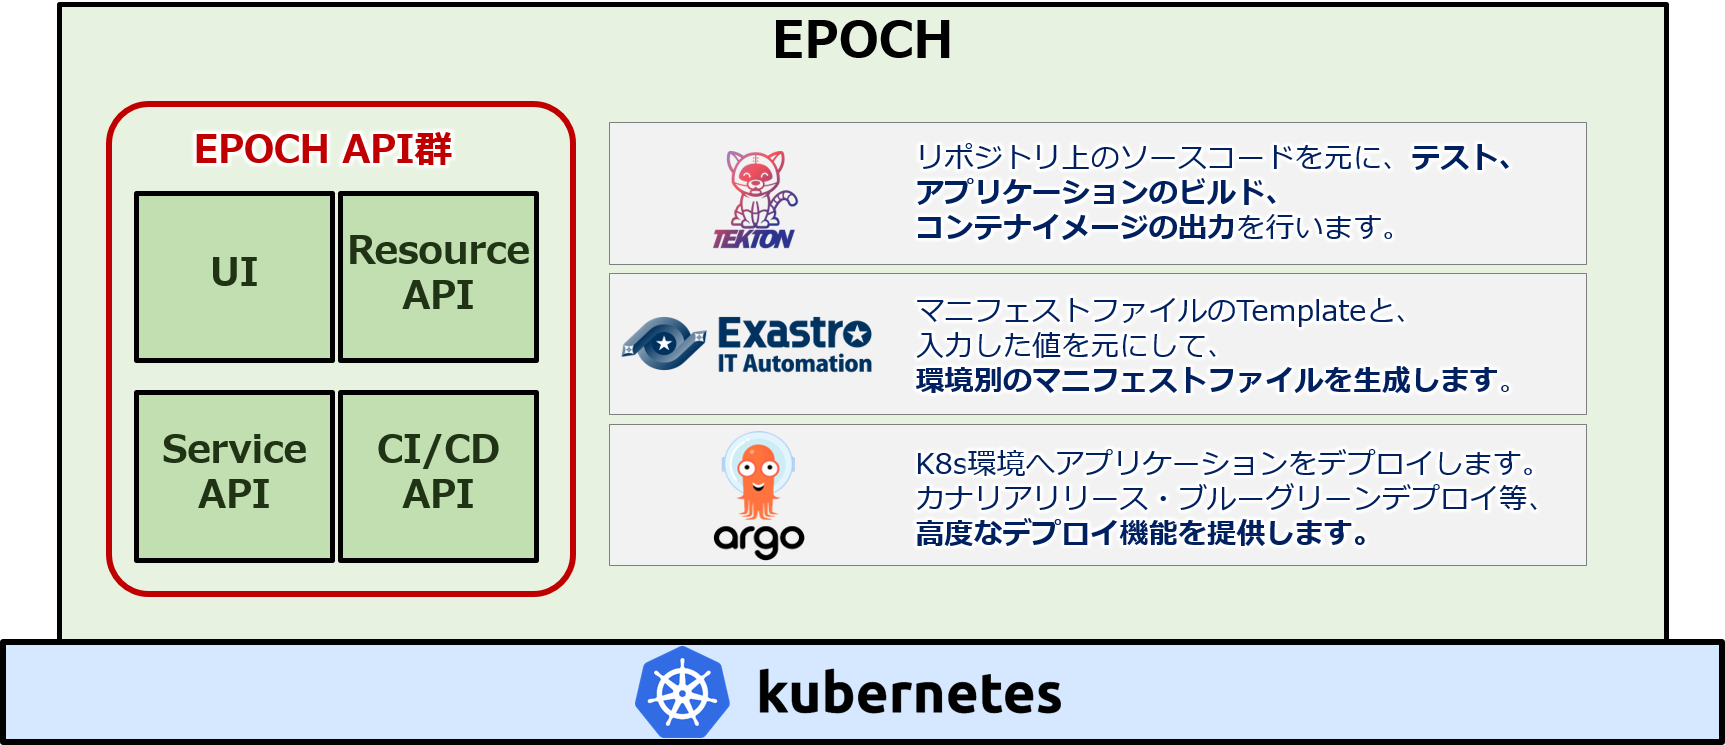 EPOCH
EPOCH API群
UI
Resource
API
Service
API
CI/CD
API
TEKTON
リポジトリ上のソースコードを元に、テスト、
アプリケーションのビルド、
コンテナイメージの出力を行います。
Exastro
IT Automation
マニフェストファイルのTemplateと、
入力した値を元にして、
環境別のマニフェストファイルを生成します。
argo
K8s環境へアプリケーションをデプロイします。
カナリアリリース・ブルーグリーンデプロイ等、
高度なデプロイ機能を提供します。
kubernetes